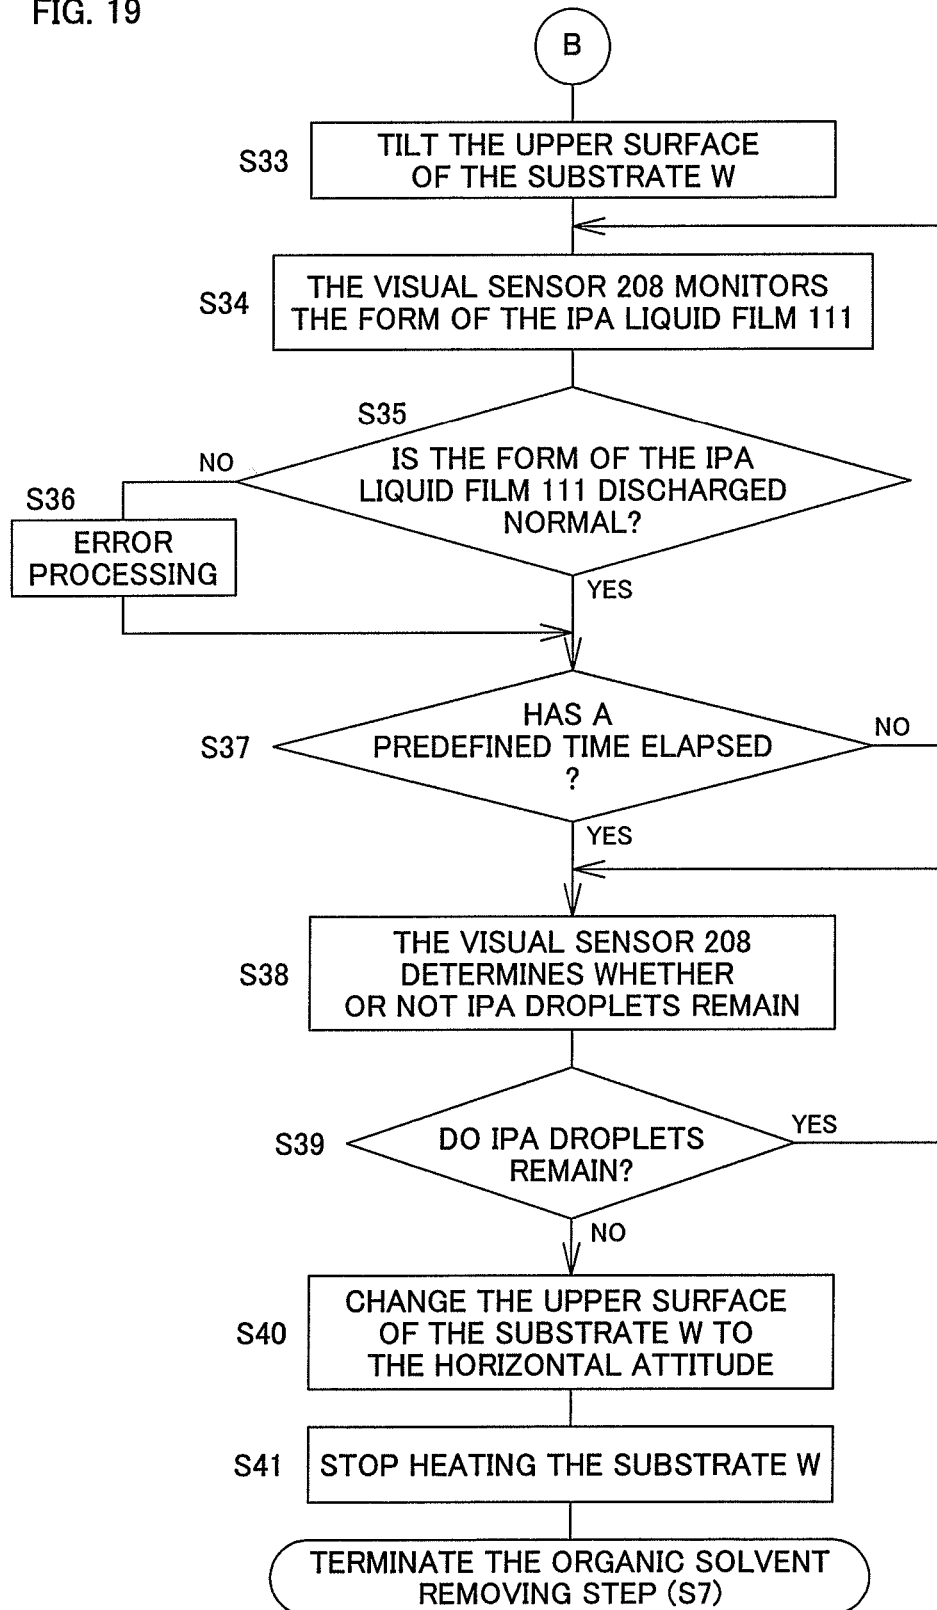 FIG. 19
B
S33
TILT THE UPPER SURFACE
OF THE SUBSTRATE W
S34
THE VISUAL SENSOR 208 MONITORS
THE FORM OF THE IPA LIQUID FILM 111
S35
IS THE FORM OF THE IPA
LIQUID FILM 111 DISCHARGED
NORMAL?
NO
S36
ERROR
PROCESSING
YES
S37
HAS A
PREDEFINED TIME ELAPSED
?
NO
YES
S38
THE VISUAL SENSOR 208
DETERMINES WHETHER
OR NOT IPA DROPLETS REMAIN
S39
DO IPA DROPLETS
REMAIN?
YES
NO
S40
CHANGE THE UPPER SURFACE
OF THE SUBSTRATE W TO
THE HORIZONTAL ATTITUDE
S41
STOP HEATING THE SUBSTRATE W
TERMINATE THE ORGANIC SOLVENT
REMOVING STEP (S7)